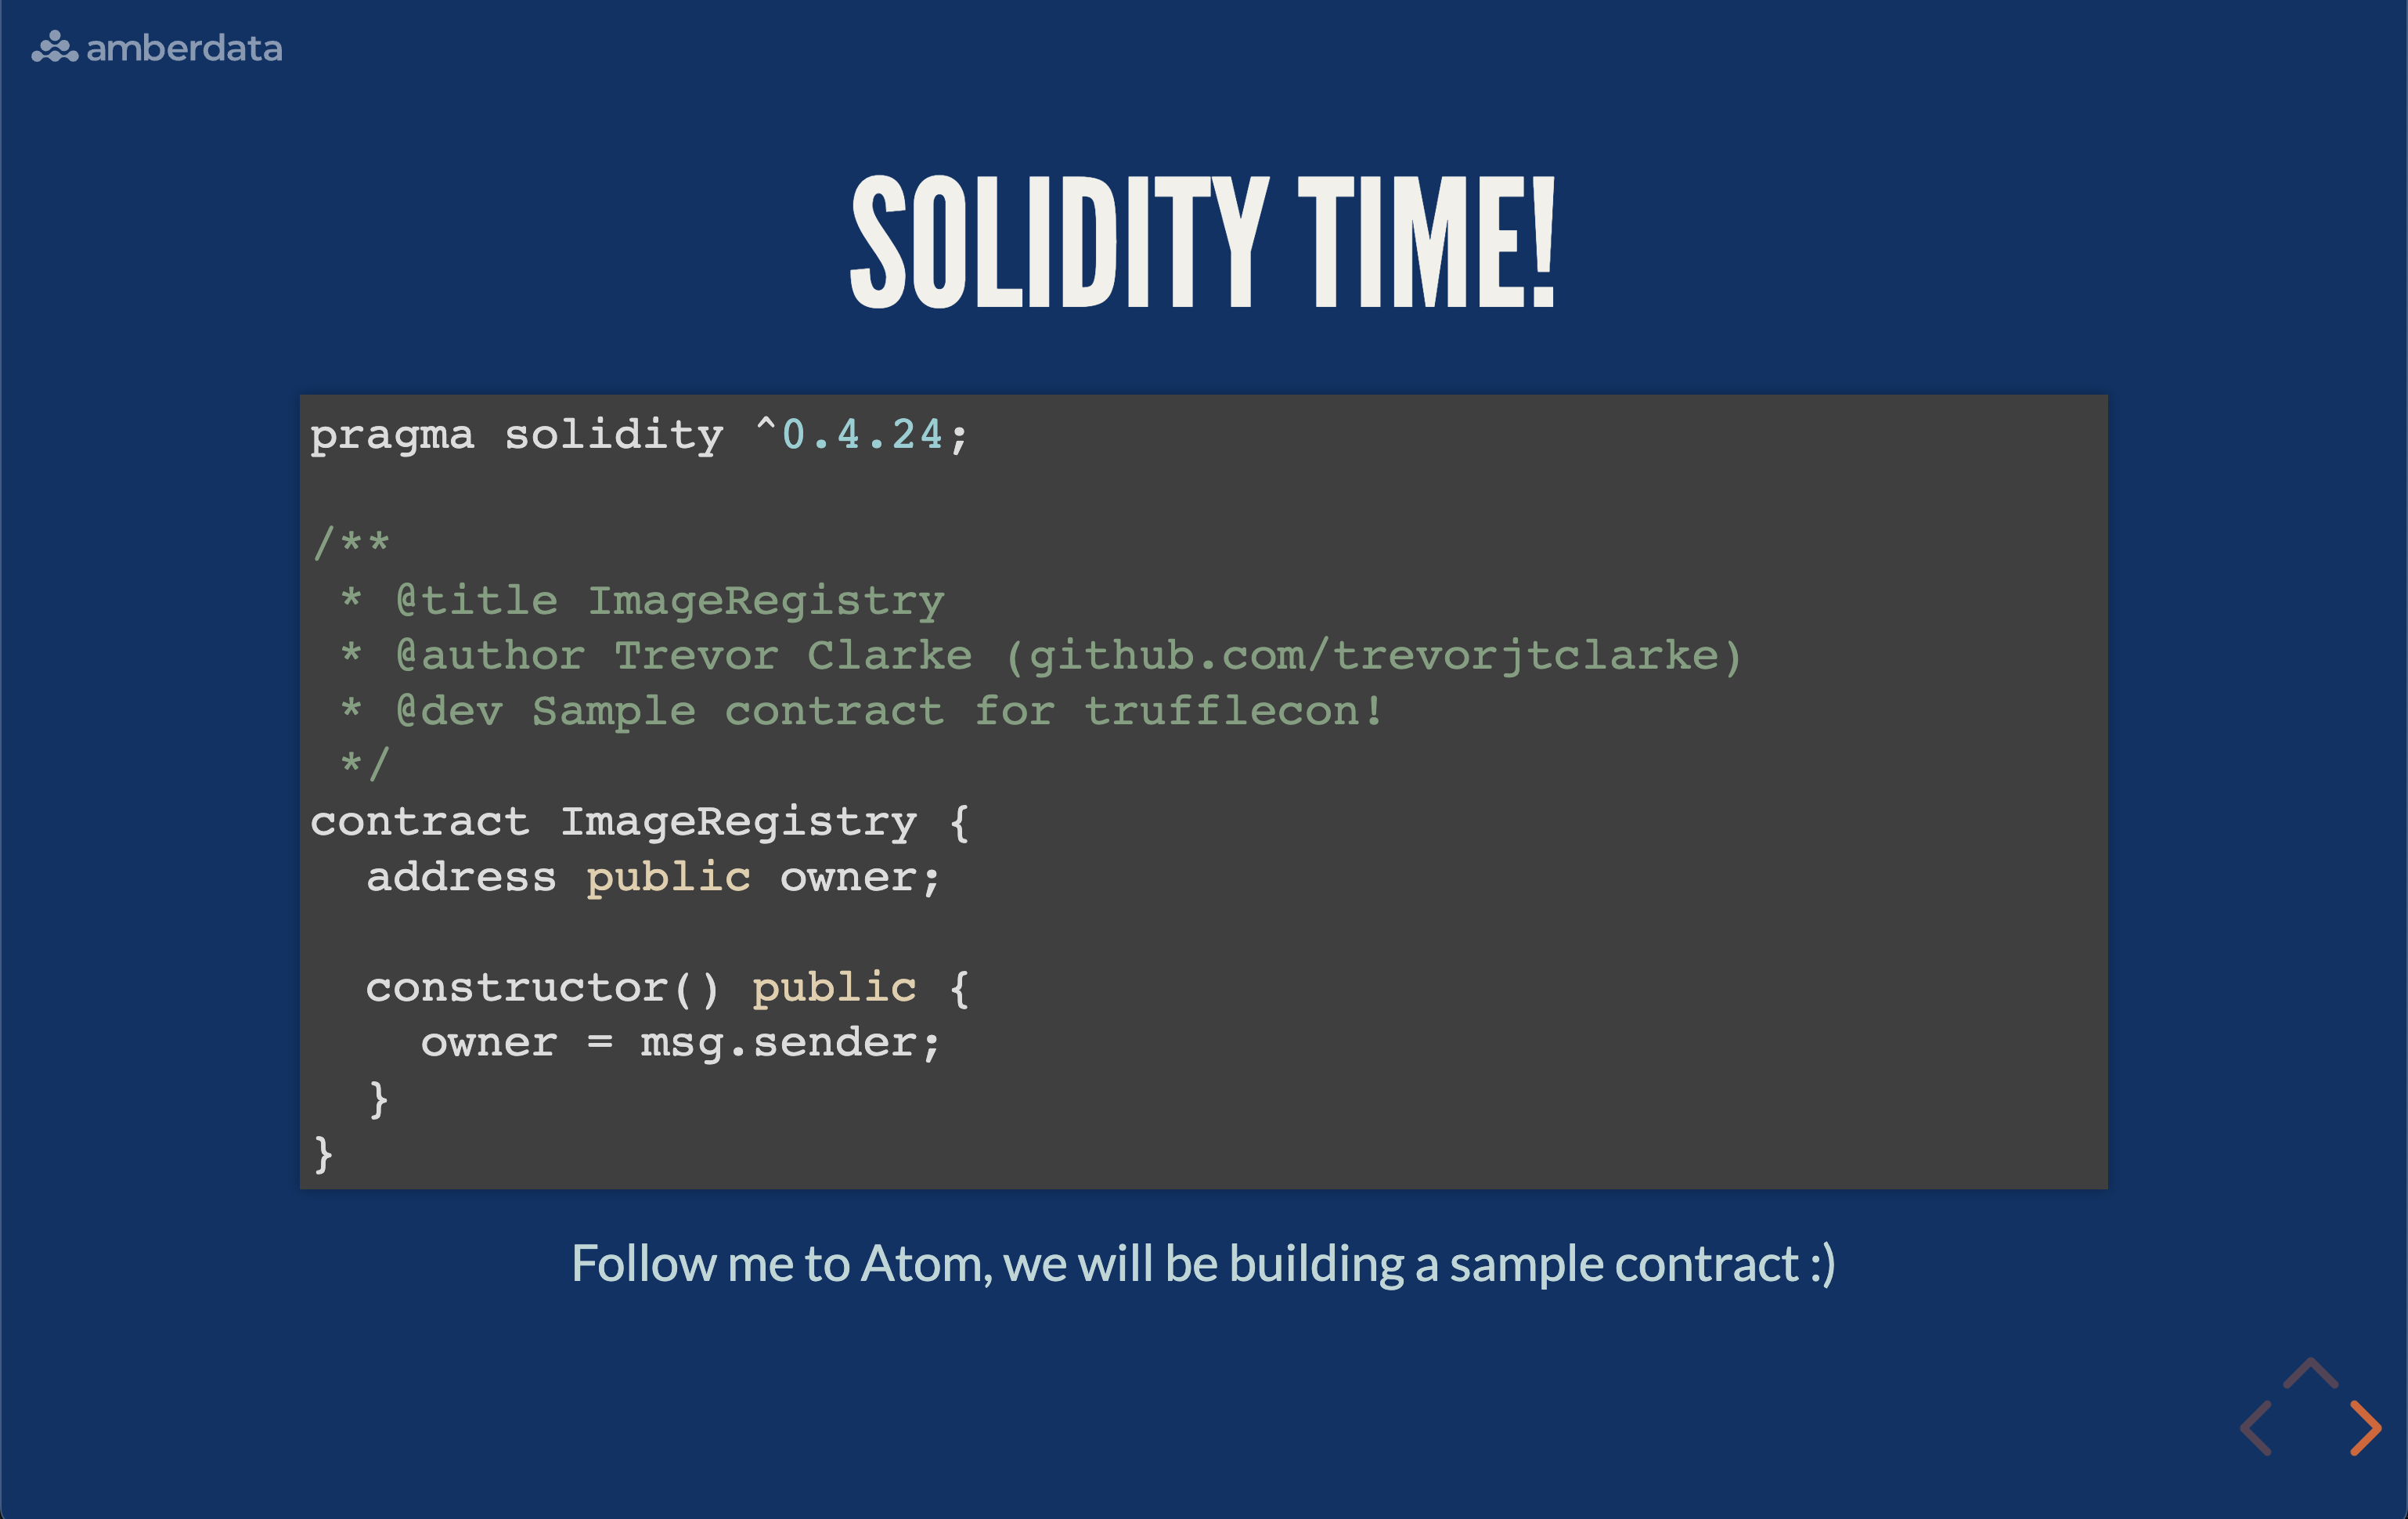 amberdata
SOLIDITY TIME!
pragma solidity ^0.4.24;
/**
 * @title ImageRegistry
 * @author Trevor Clarke (github.com/trevorjtclarke)
 * @dev Sample contract for trufflecon!
 */
contract ImageRegistry {
  address public owner;
  constructor() public {
    owner = msg.sender;
  }
}
Follow me to Atom, we will be building a sample contract :)